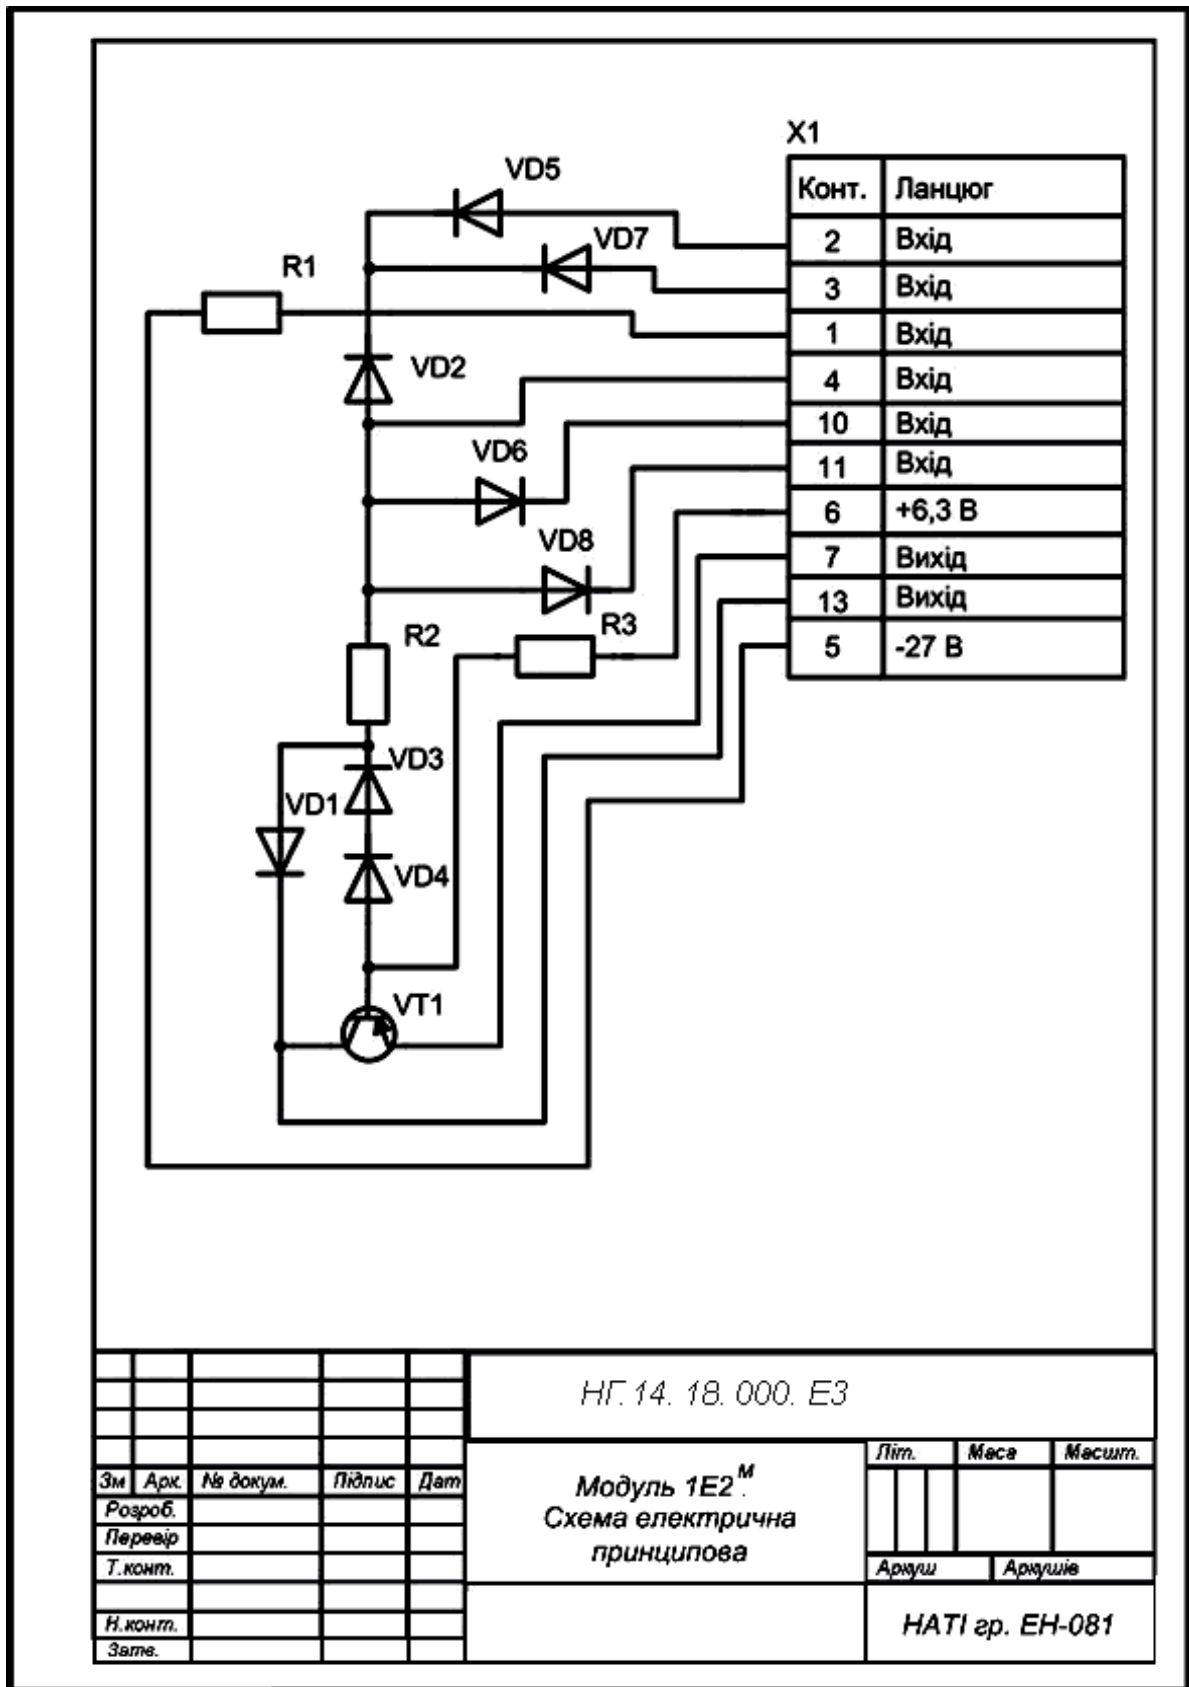 X1
Конт. Ланцюг
2 Вхід
3 Вхід
1 Вхід
4 Вхід
10 Вхід
11 Вхід
6 +6,3 В
7 Вихід
13 Вихід
5 -27 В
VD5
VD7
R1
VD2
VD6
VD8
R2
R3
VD3
VD1
VD4
VT1
НГ.14. 18. 000. Е3
Модуль 1Е2 М.
Схема електрична
принципова
Літ. Маса Масшт.
Аркуш Аркушів
НАТІ гр. ЕН-081
Зм Арк. № докум. Підпис Дат
Розроб.
Перевір
Т.конт.
Н.конт.
Затв.